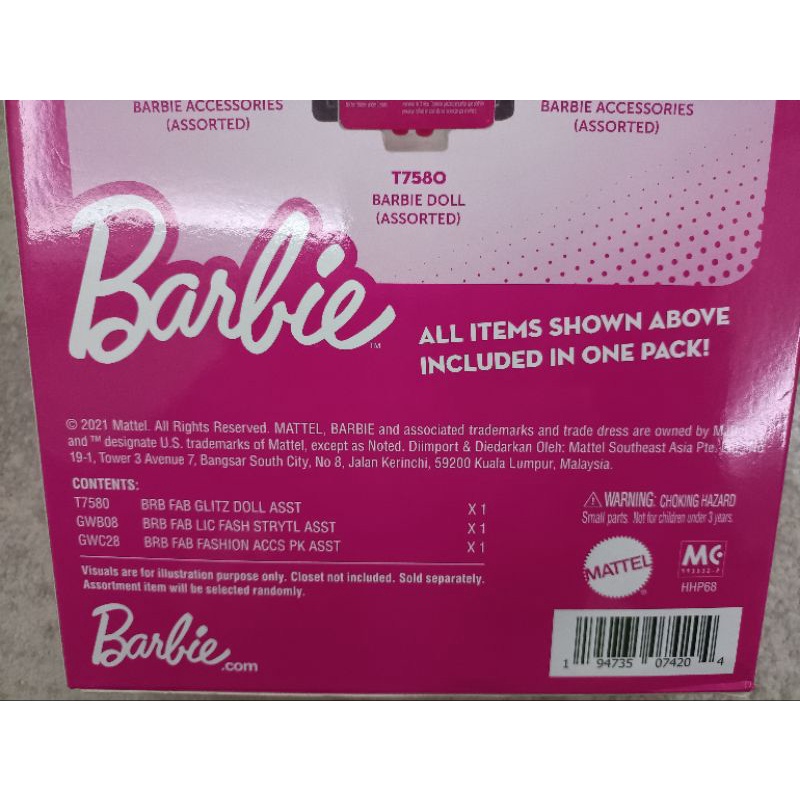 BARBIE ACCESSORIES
(ASSORTED)
BARBIE ACCESSORIES
(ASSORTED)
T7580
BARBIE DOLL
(ASSORTED)
Barbie™
ALL ITEMS SHOWN ABOVE
INCLUDED IN ONE PACK!
© 2021 Mattel. All Rights Reserved. MATTEL, BARBIE and associated trademarks and trade dress are owned by
and ™ designate U.S. trademarks of Mattel, except as Noted. Diimport & Diedarkan Oleh: Mattel Southeast Asia Pte.
19-1, Tower 3 Avenue 7, Bangsar South City, No 8, Jalan Kerinchi, 59200 Kuala Lumpur, Malaysia.
CONTENTS:
T7580 BRB FAB GLITZ DOLL ASST X 1
GWB08 BRB FAB LIC FASH STRYTL ASST X 1
GWC28 BRB FAB FASHION ACCS PK ASST X 1
⚠ WARNING: CHOKING HAZARD
Small parts. Not for children under 3 years.
Visuals are for illustration purpose only. Closet not included. Sold separately.
Assortment item will be selected randomly.
MATTEL
MC
HHP68
Barbie.com
1 94735 07420 4